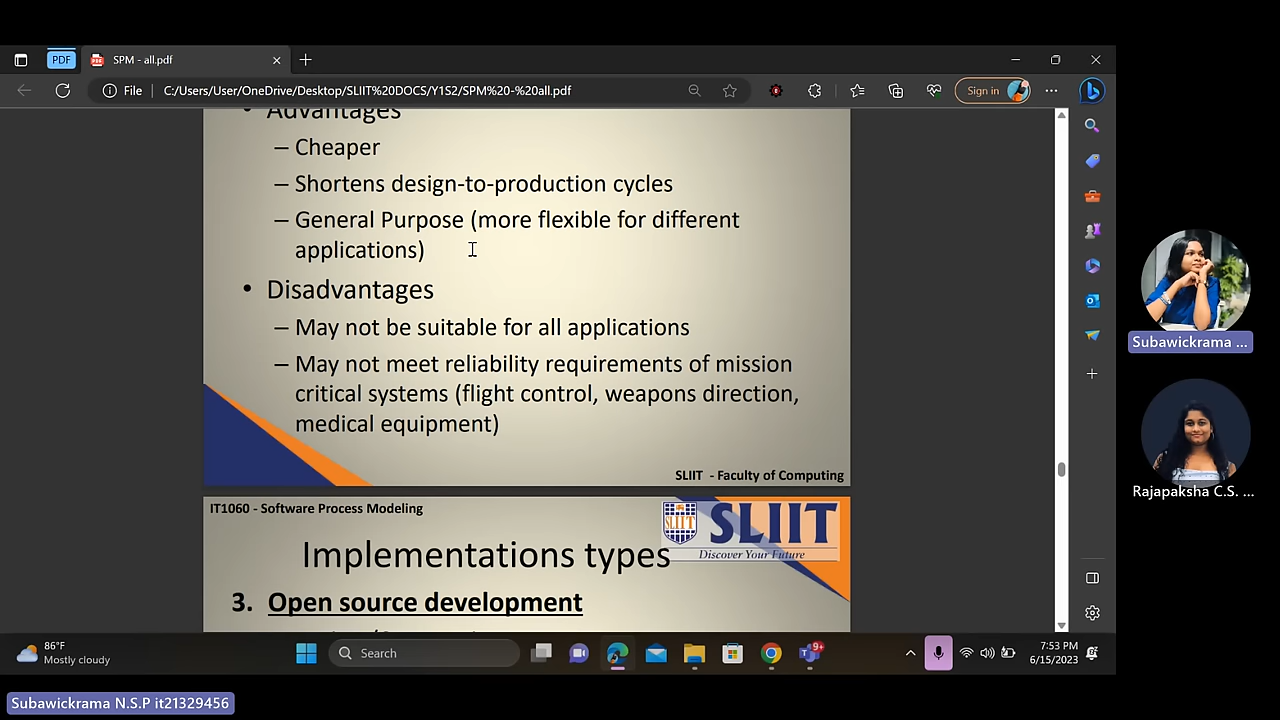 PDF
SPM - all.pdf
File
C:/Users/User/OneDrive/Desktop/SLIIT%20DOCS/Y1S2/SPM%20-%20all.pdf
Sign in
• Advantages
– Cheaper
– Shortens design-to-production cycles
– General Purpose (more flexible for different
applications)
• Disadvantages
– May not be suitable for all applications
– May not meet reliability requirements of mission
critical systems (flight control, weapons direction,
medical equipment)
SLIIT - Faculty of Computing
IT1060 - Software Process Modeling
SLIIT
SLIIT
Discover Your Future
Implementations types
3. Open source development
Subawickrama ...
Rajapaksha C.S. ...
86°F
Mostly cloudy
Search
9+
7:53 PM
6/15/2023
Subawickrama N.S.P it21329456